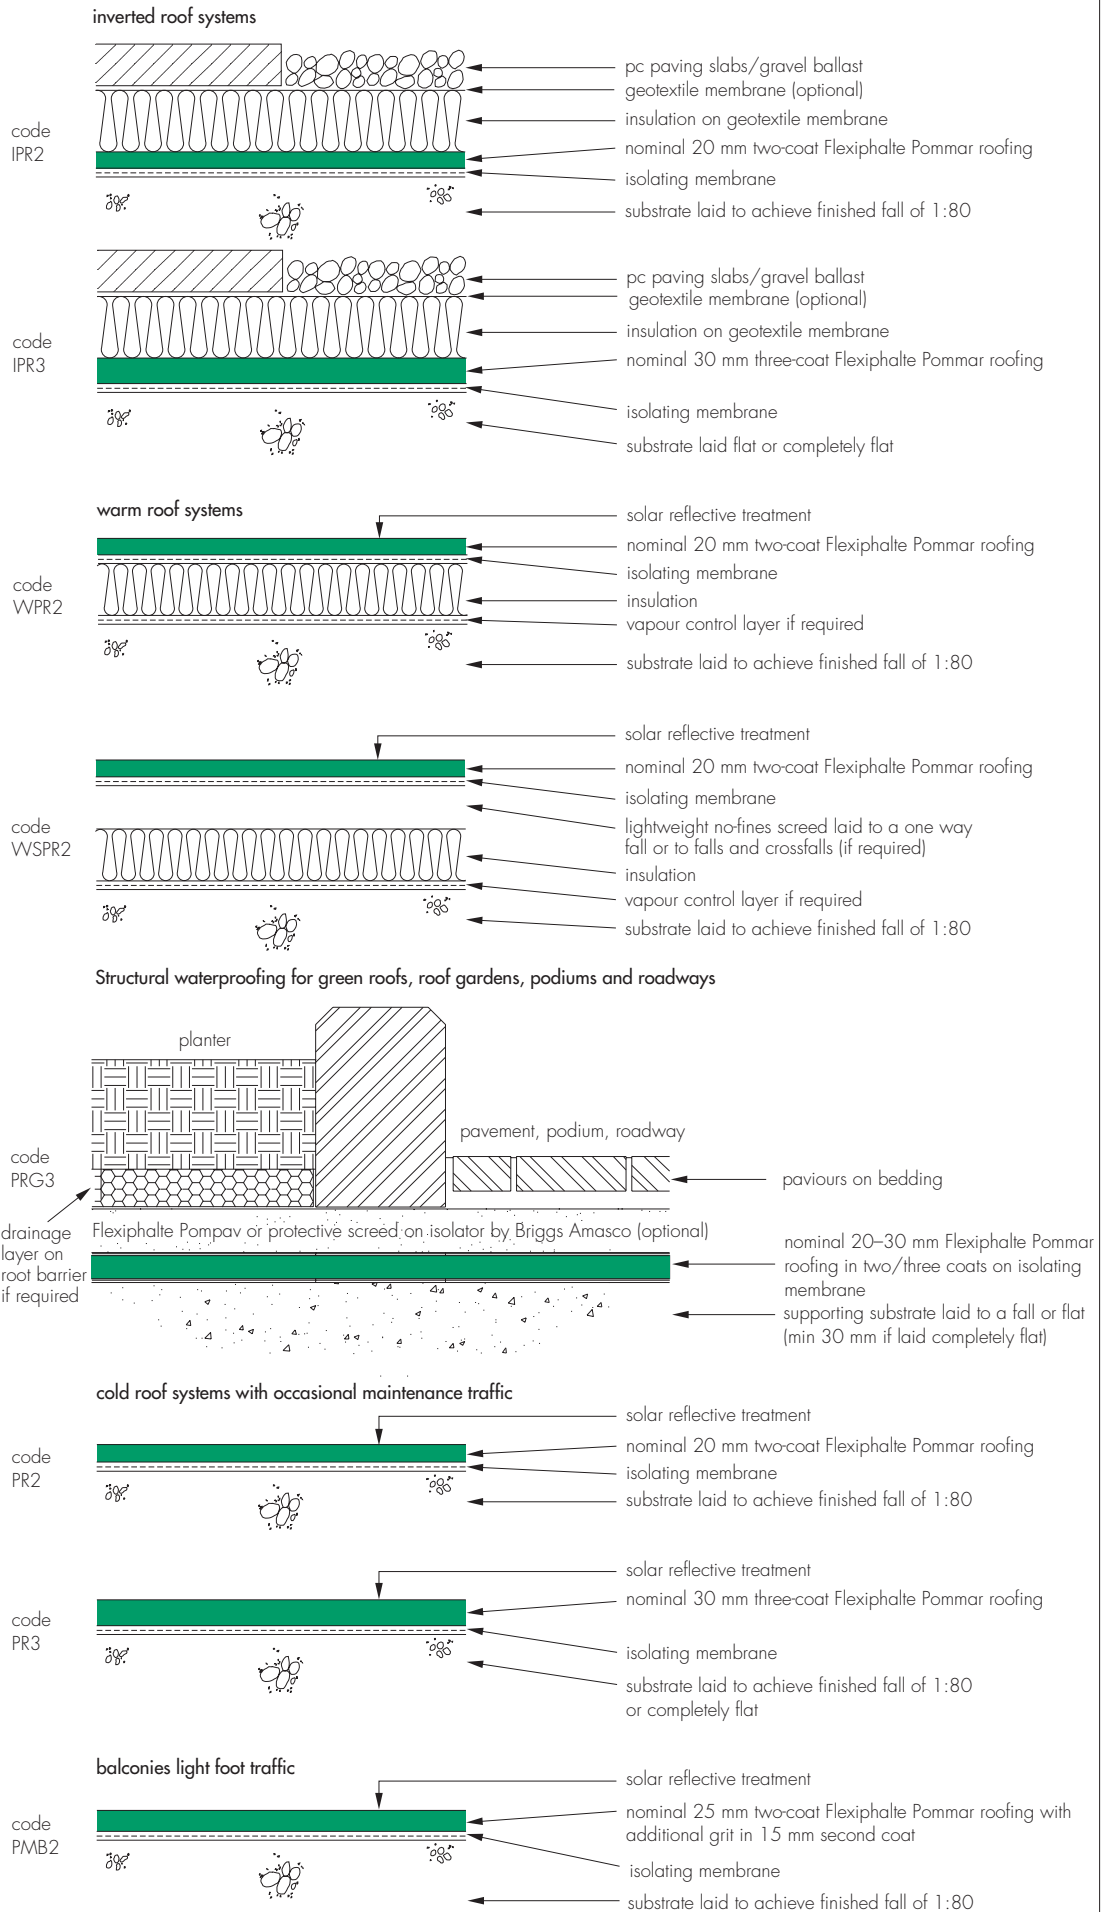 inverted roof systems
code
IPR2
pc paving slabs/gravel ballast
geotextile membrane (optional)
insulation on geotextile membrane
nominal 20 mm two-coat Flexiphalte Pommar roofing
isolating membrane
substrate laid to achieve finished fall of 1:80
code
IPR3
pc paving slabs/gravel ballast
geotextile membrane (optional)
insulation on geotextile membrane
nominal 30 mm three-coat Flexiphalte Pommar roofing
isolating membrane
substrate laid flat or completely flat
warm roof systems
code
WPR2
solar reflective treatment
nominal 20 mm two-coat Flexiphalte Pommar roofing
isolating membrane
insulation
vapour control layer if required
substrate laid to achieve finished fall of 1:80
code
WSPR2
solar reflective treatment
nominal 20 mm two-coat Flexiphalte Pommar roofing
isolating membrane
lightweight no-fines screed laid to a one way
fall or to falls and crossfalls (if required)
insulation
vapour control layer if required
substrate laid to achieve finished fall of 1:80
Structural waterproofing for green roofs, roof gardens, podiums and roadways
planter
pavement, podium, roadway
code
PRG3
paviours on bedding
drainage
layer on
root barrier
if required
Flexiphalte Pompav or protective screed on isolator by Briggs Amasco (optional)
nominal 20–30 mm Flexiphalte Pommar
roofing in two/three coats on isolating
membrane
supporting substrate laid to a fall or flat
(min 30 mm if laid completely flat)
cold roof systems with occasional maintenance traffic
code
PR2
solar reflective treatment
nominal 20 mm two-coat Flexiphalte Pommar roofing
isolating membrane
substrate laid to achieve finished fall of 1:80
code
PR3
solar reflective treatment
nominal 30 mm three-coat Flexiphalte Pommar roofing
isolating membrane
substrate laid to achieve finished fall of 1:80
or completely flat
balconies light foot traffic
code
PMB2
solar reflective treatment
nominal 25 mm two-coat Flexiphalte Pommar roofing with
additional grit in 15 mm second coat
isolating membrane
substrate laid to achieve finished fall of 1:80